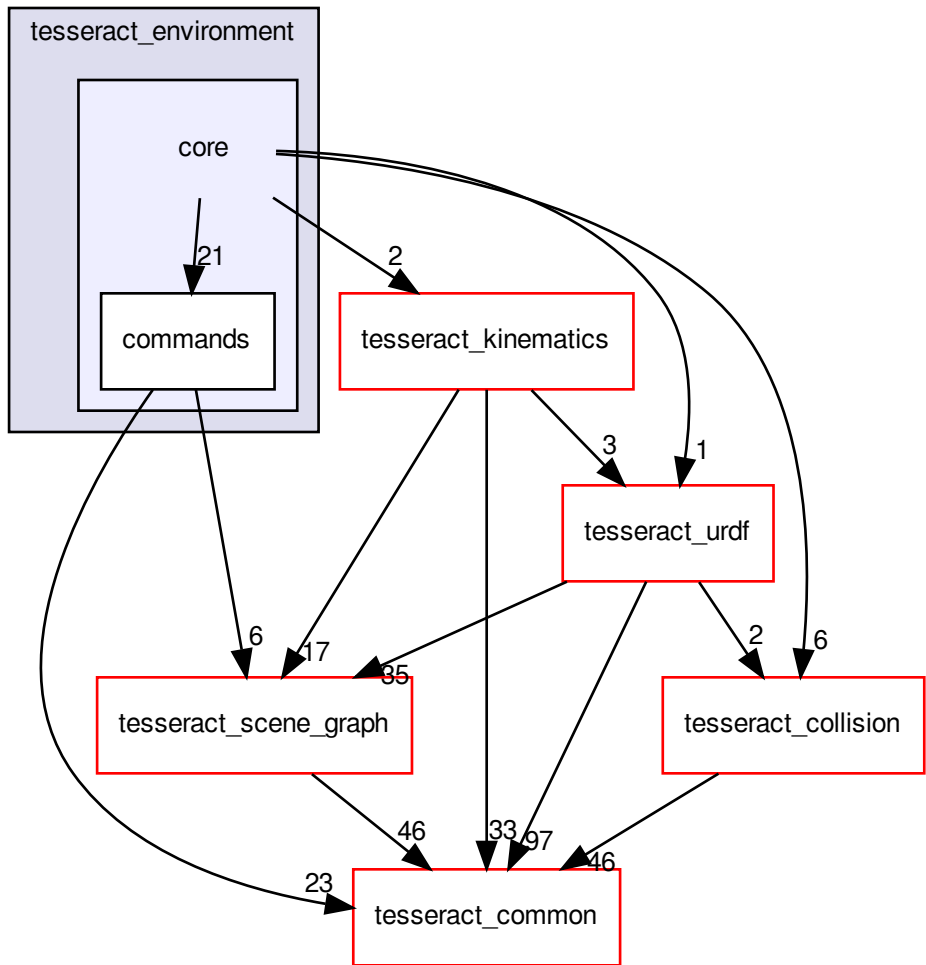 tesseract_environment
core
21
2
commands
tesseract_kinematics
3
1
tesseract_urdf
6
17
35
2
6
tesseract_scene_graph
tesseract_collision
46
33
97
46
23
tesseract_common